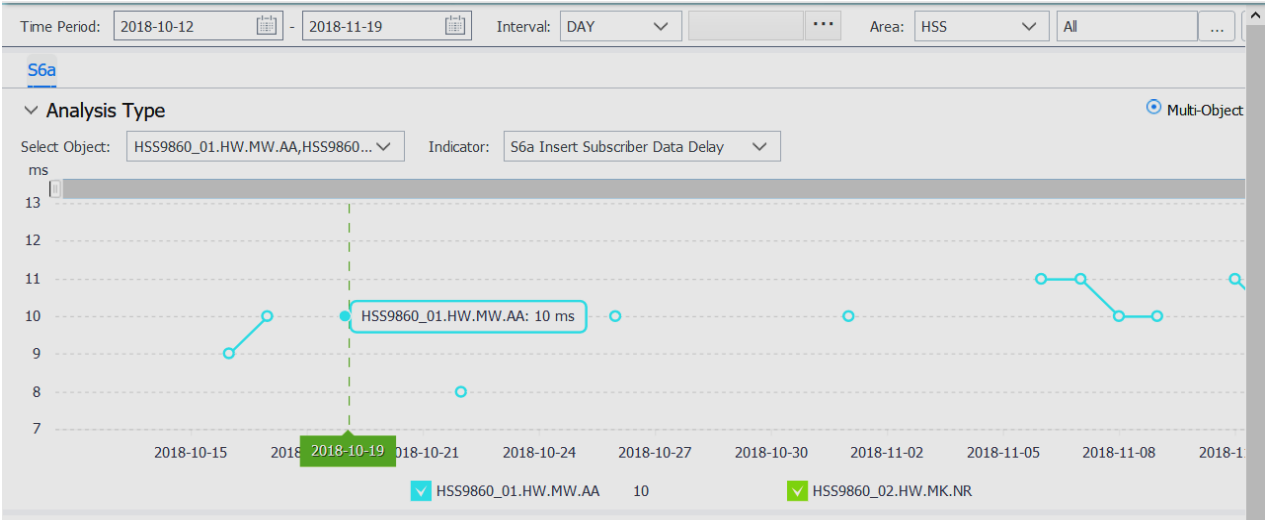 Time Period: 2018-10-12 - 2018-11-19 Interval: DAY ... Area: HSS All ...
S6a
Analysis Type Multi-Object
Select Object: HSS9860_01.HW.MW.AA,HSS9860... Indicator: S6a Insert Subscriber Data Delay
ms
13
12
11
10 HSS9860_01.HW.MW.AA: 10 ms
9
8
7
2018-10-15 2018 2018-10-19 018-10-21 2018-10-24 2018-10-27 2018-10-30 2018-11-02 2018-11-05 2018-11-08 2018-1
HSS9860_01.HW.MW.AA 10 HSS9860_02.HW.MK.NR